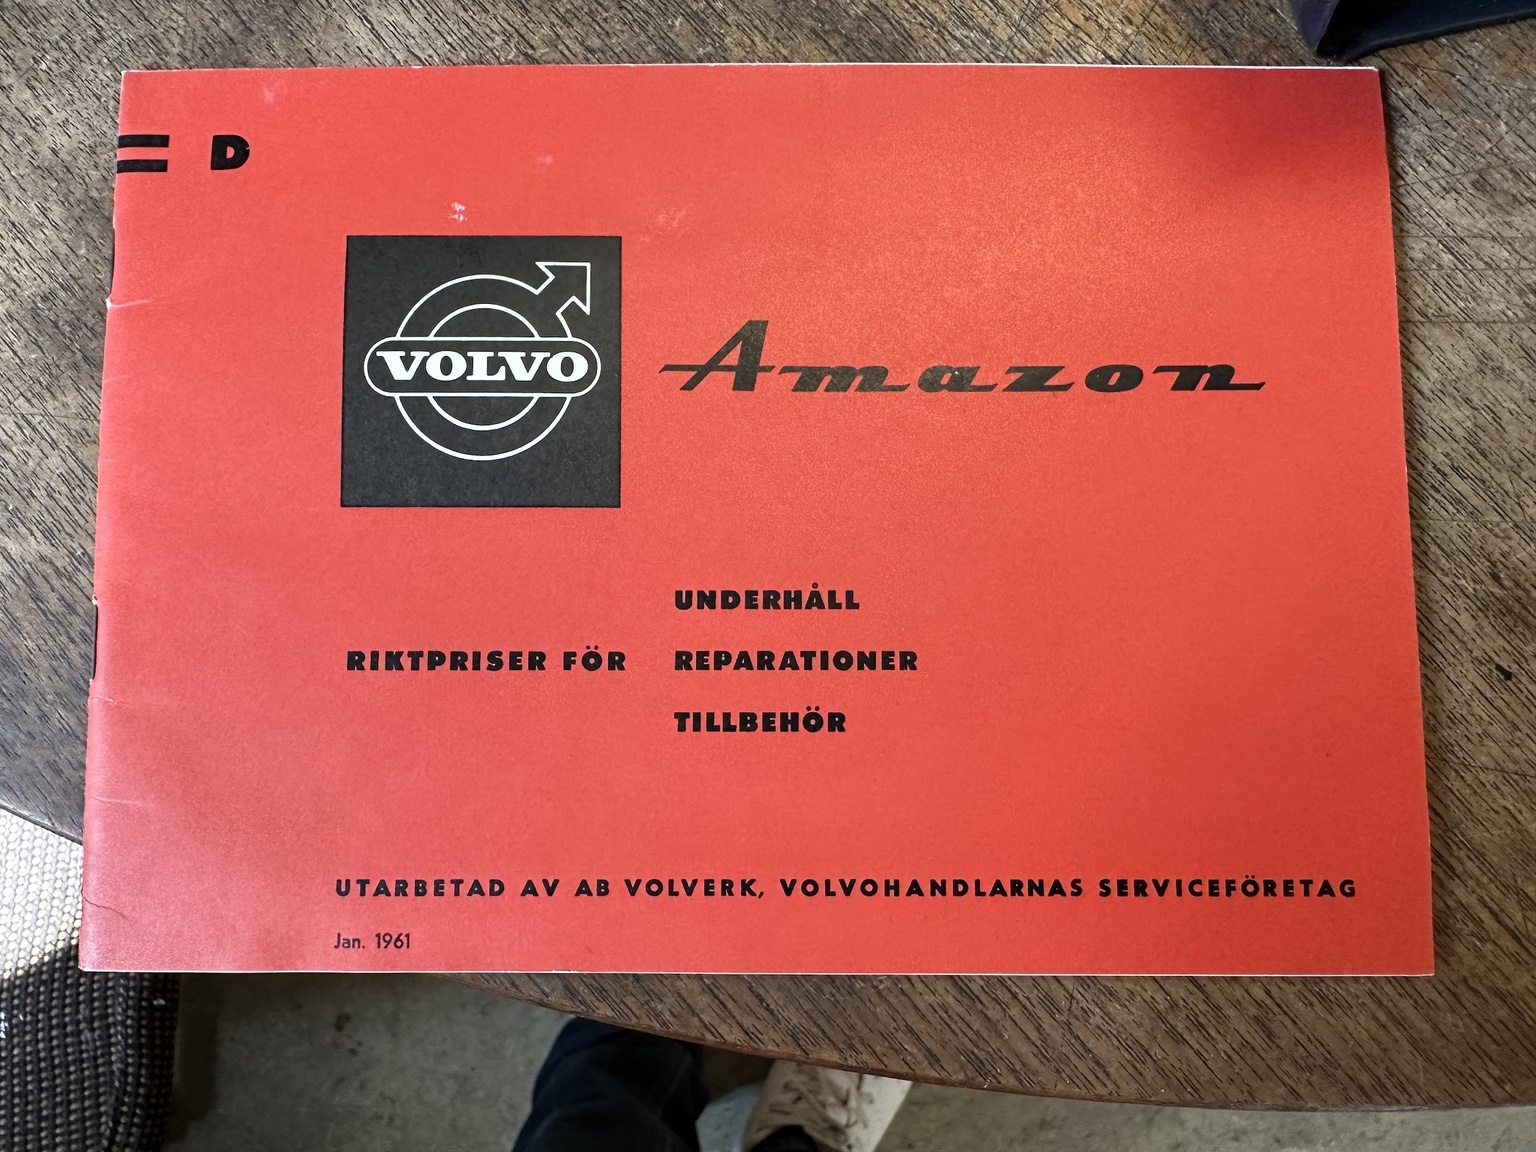 D
VOLVO
Amazon
UNDERHÅLL
RIKTPRISER FÖR REPARATIONER
TILLBEHÖR
UTARBETAD AV AB VOLVERK, VOLVOHANDLARNAS SERVICEFÖRETAG
Jan. 1961